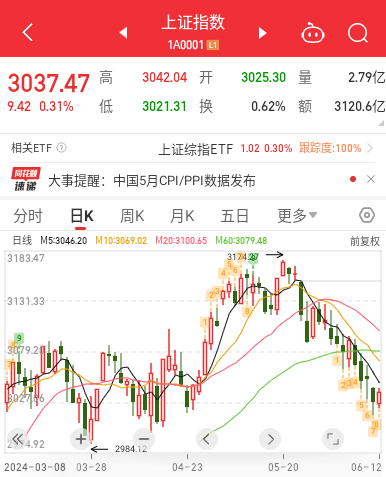 上证指数
1A0001 L1
3037.47 高 3042.04 开 3025.30 量 2.79亿
9.42 0.31% 低 3021.31 换 0.62% 额 3120.6亿
相关ETF ? 上证综指ETF 1.02 0.30% 跟踪度:100%
同花顺
速递 大事提醒：中国5月CPI/PPI数据发布
分时 日K 周K 月K 五日 更多
日线 M5:3046.20 M10:3069.02 M20:3100.65 M60:3079.48 前复权
3183.47
3174.27
3131.33
3079.20
3027.06
2974.92
2984.12
2024-03-08 03-28 04-23 05-20 06-12